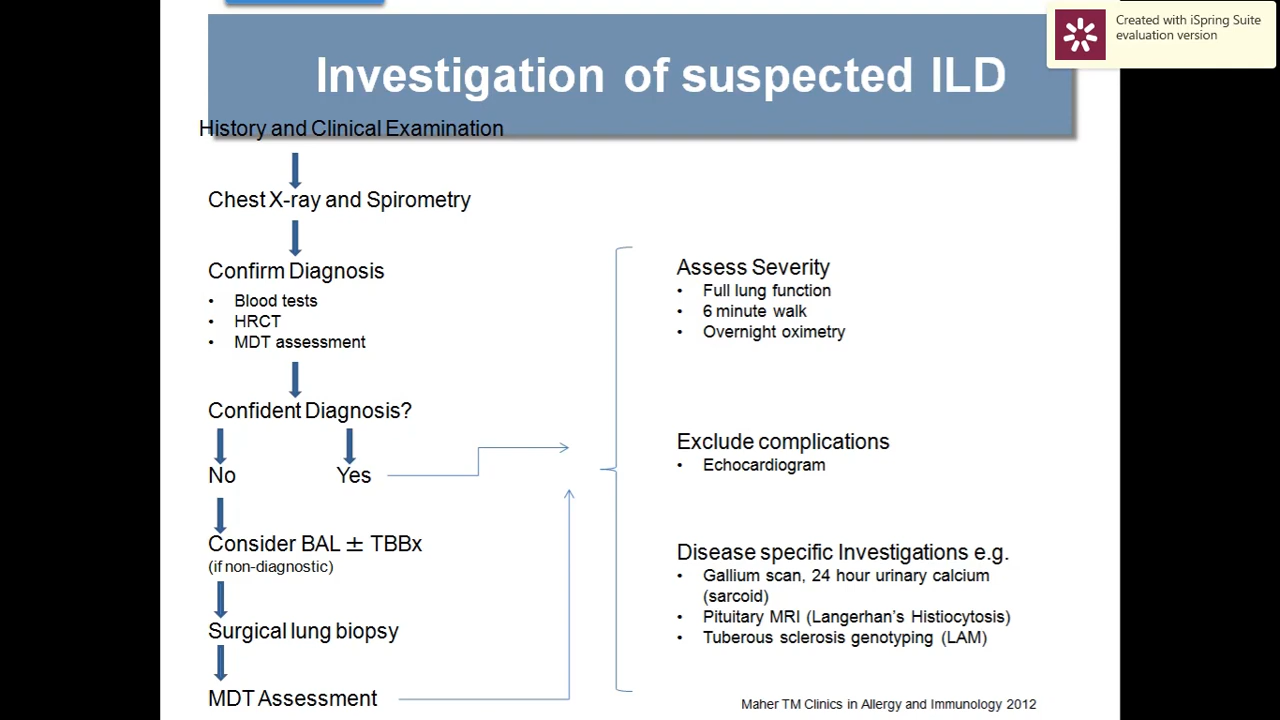 Created with iSpring Suite
evaluation version
Investigation of suspected ILD
History and Clinical Examination
Chest X-ray and Spirometry
Confirm Diagnosis
• Blood tests
• HRCT
• MDT assessment
Confident Diagnosis?
No
Yes
Consider BAL ± TBBx
(if non-diagnostic)
Surgical lung biopsy
MDT Assessment
Assess Severity
• Full lung function
• 6 minute walk
• Overnight oximetry
Exclude complications
• Echocardiogram
Disease specific Investigations e.g.
• Gallium scan, 24 hour urinary calcium
(sarcoid)
• Pituitary MRI (Langerhan's Histiocytosis)
• Tuberous sclerosis genotyping (LAM)
Maher TM Clinics in Allergy and Immunology 2012